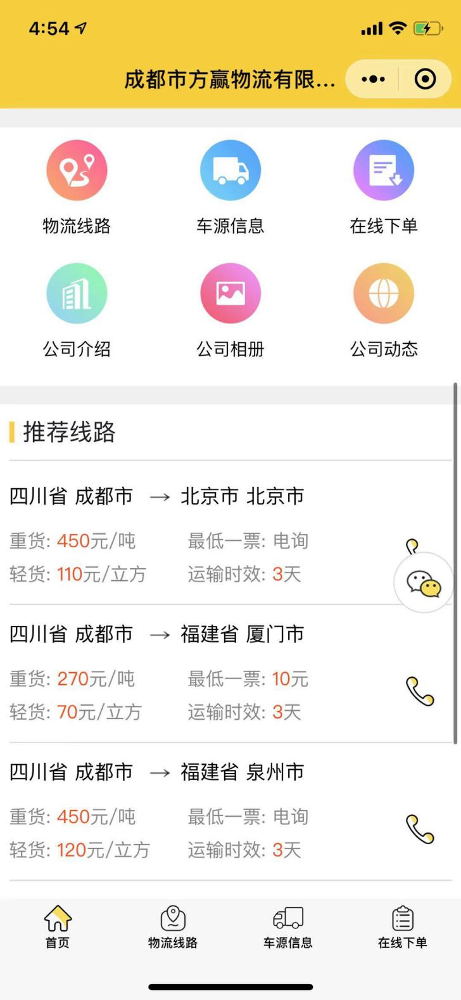 4:54
成都市方赢物流有限...
物流线路 车源信息 在线下单
公司介绍 公司相册 公司动态
推荐线路
四川省 成都市 → 北京市 北京市
重货: 450元/吨 最低一票: 电询
轻货: 110元/立方 运输时效: 3天
四川省 成都市 → 福建省 厦门市
重货: 270元/吨 最低一票: 10元
轻货: 70元/立方 运输时效: 3天
四川省 成都市 → 福建省 泉州市
重货: 450元/吨 最低一票: 电询
轻货: 120元/立方 运输时效: 3天
首页 物流线路 车源信息 在线下单